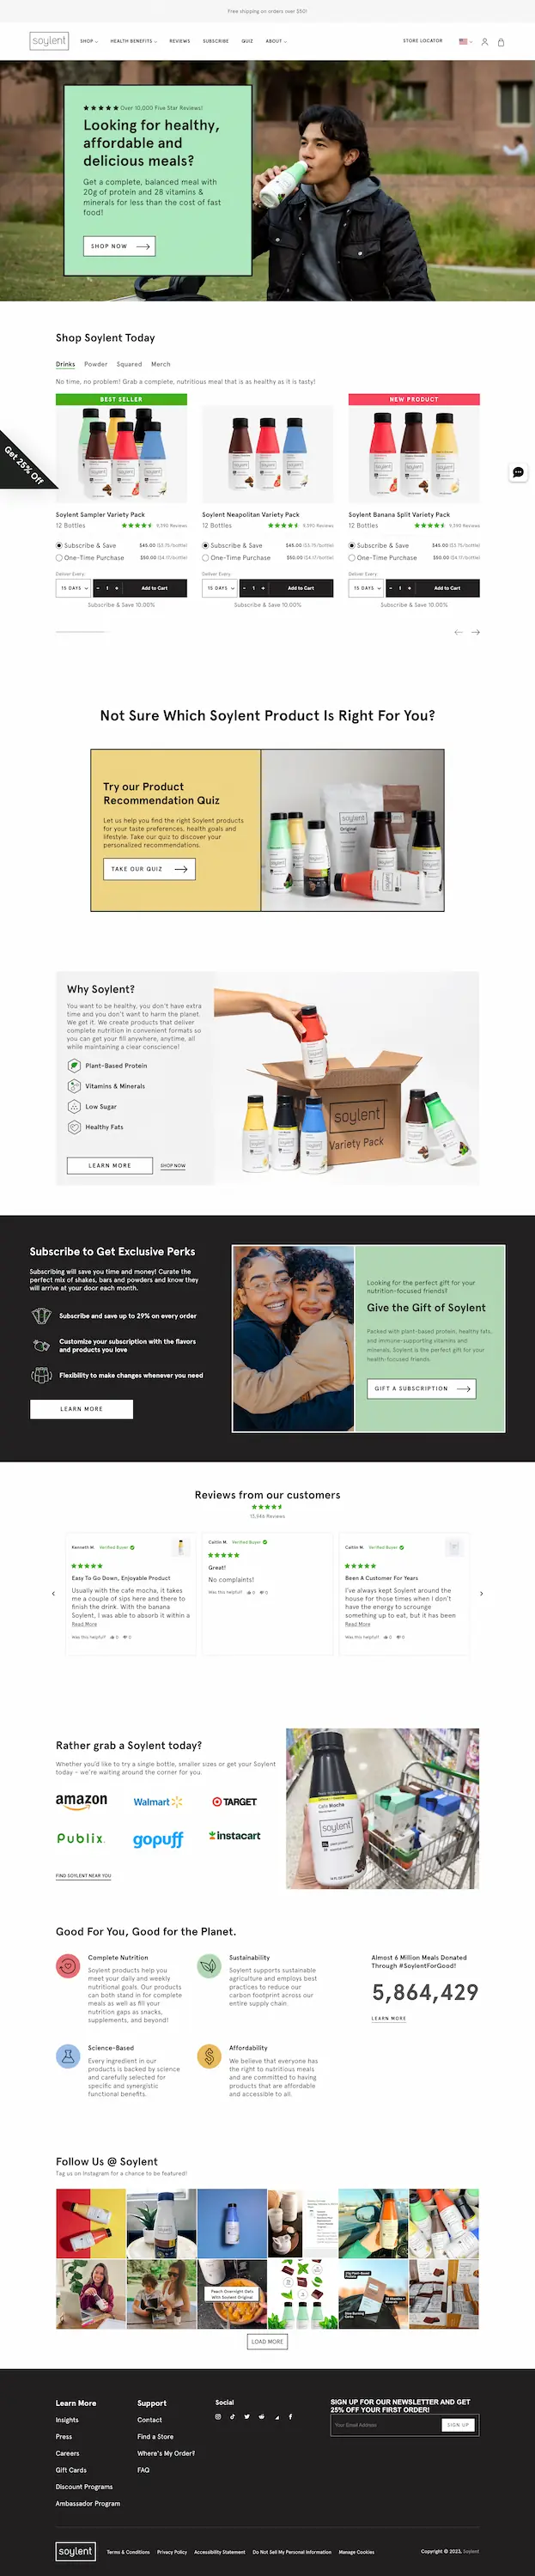 Free shipping on orders over $50!
soylent
SHOP
HEALTH BENEFITS
REVIEWS
SUBSCRIBE
QUIZ
ABOUT
STORE LOCATOR
Over 10,000 Five Star Reviews!
Looking for healthy,
affordable and
delicious meals?
Get a complete, balanced meal with
20g of protein and 28 vitamins &
minerals for less than the cost of fast
food!
SHOP NOW
Shop Soylent Today
Drinks Powder Squared Merch
No time, no problem! Grab a complete, nutritious meal that is as healthy as it is tasty!
Get 25% Off
BEST SELLER
Soylent Sampler Variety Pack
12 Bottles
9,390 Reviews
Subscribe & Save $45.00 ($3.75/bottle)
One-Time Purchase $50.00 ($4.17/bottle)
Deliver Every:
15 DAYS - 1 + Add to Cart
Subscribe & Save 10.00%
Soylent Neapolitan Variety Pack
12 Bottles
9,390 Reviews
Subscribe & Save $45.00 ($3.75/bottle)
One-Time Purchase $50.00 ($4.17/bottle)
Deliver Every:
15 DAYS - 1 + Add to Cart
Subscribe & Save 10.00%
NEW PRODUCT
Soylent Banana Split Variety Pack
12 Bottles
9,390 Reviews
Subscribe & Save $45.00 ($3.75/bottle)
One-Time Purchase $50.00 ($4.17/bottle)
Deliver Every:
15 DAYS - 1 + Add to Cart
Subscribe & Save 10.00%
Not Sure Which Soylent Product Is Right For You?
Try our Product
Recommendation Quiz
Let us help you find the right Soylent products
for your taste preferences, health goals and
lifestyle. Take our quiz to discover your
personalized recommendations.
TAKE OUR QUIZ
soylent
Original
Why Soylent?
You want to be healthy, you don't have extra
time and you don't want to harm the planet.
We get it. We create products that deliver
complete nutrition in convenient formats so
you can get your fill anywhere, anytime, all
while maintaining a clear conscience!
Plant-Based Protein
Vitamins & Minerals
Low Sugar
Healthy Fats
LEARN MORE
SHOP NOW
soylent
Variety Pack
Subscribe to Get Exclusive Perks
Subscribing will save you time and money! Curate the
perfect mix of shakes, bars and powders and know they
will arrive at your door each month.
Subscribe and save up to 29% on every order
Customize your subscription with the flavors
and products you love
Flexibility to make changes whenever you need
LEARN MORE
Looking for the perfect gift for your
nutrition-focused friends?
Give the Gift of Soylent
Packed with plant-based protein, healthy fats,
and immune-supporting vitamins and
minerals, Soylent is the perfect gift for your
health-focused friends.
GIFT A SUBSCRIPTION
Reviews from our customers
Kenneth M. Verified Buyer
Easy To Go Down, Enjoyable Product
Usually with the cafe mocha, it takes
me a couple of sips here and there to
finish the drink. With the banana
Soylent, I was able to absorb it within a
Read More
Was this helpful? 0 0
Caitlin M. Verified Buyer
Great!
No complaints!
Was this helpful? 0 0
Caitlin M. Verified Buyer
Been A Customer For Years
I've always kept Soylent around the
house for those times when I don't
have the energy to scrounge
something up to eat, but it has been
Read More
Was this helpful? 0 0
Rather grab a Soylent today?
Whether you'd like to try a single bottle, smaller sizes or get your Soylent
today - we're waiting around the corner for you.
amazon
Walmart
TARGET
Publix.
gopuff
instacart
FIND SOYLENT NEAR YOU
Cafe Mocha
soylent
Good For You, Good for the Planet.
Complete Nutrition
Soylent products help you
meet your daily and weekly
nutritional goals. Our products
can both stand in for complete
meals as well as fill your
nutrition gaps as snacks,
supplements, and beyond!
Sustainability
Soylent supports sustainable
agriculture and employs best
practices to reduce our
carbon footprint across our
entire supply chain.
Almost 6 Million Meals Donated
Through #SoylentForGood!
5,864,429
LEARN MORE
Science-Based
Every ingredient in our
products is backed by science
and carefully selected for
specific and synergistic
functional benefits.
Affordability
We believe that everyone has
the right to nutritious meals
and are committed to having
products that are affordable
and accessible to all.
Follow Us @ Soylent
Tag us on Instagram for a chance to be featured!
Peach Overnight Oats
With Soylent Original
LOAD MORE
Learn More
Insights
Press
Careers
Gift Cards
Discount Programs
Ambassador Program
Support
Contact
Find a Store
Where's My Order?
FAQ
Social
SIGN UP FOR OUR NEWSLETTER AND GET
25% OFF YOUR FIRST ORDER!
Your Email Address
SIGN UP
soylent
Terms & Conditions
Privacy Policy
Accessibility Statement
Do Not Sell My Personal Information
Manage Cookies
Copyright © 2023, Soylent